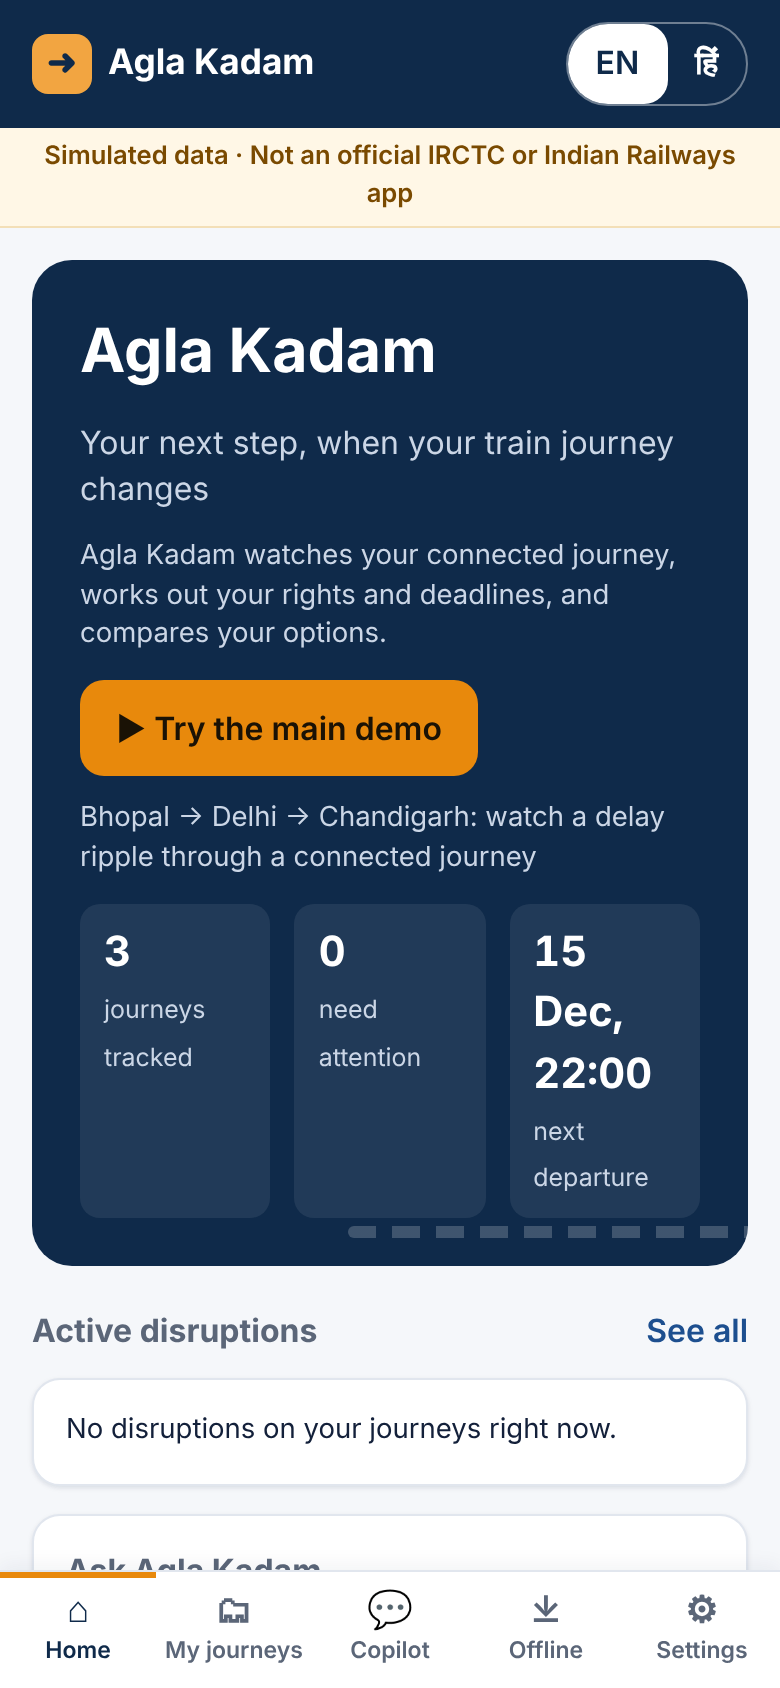 Agla Kadam
EN
हिं
Simulated data · Not an official IRCTC or Indian Railways
app
Agla Kadam
Your next step, when your train journey
changes
Agla Kadam watches your connected journey,
works out your rights and deadlines, and
compares your options.
▶ Try the main demo
Bhopal → Delhi → Chandigarh: watch a delay
ripple through a connected journey
3
journeys
tracked
0
need
attention
15
Dec,
22:00
next
departure
Active disruptions
See all
No disruptions on your journeys right now.
Ask Agla Kadam
Home
My journeys
Copilot
Offline
Settings